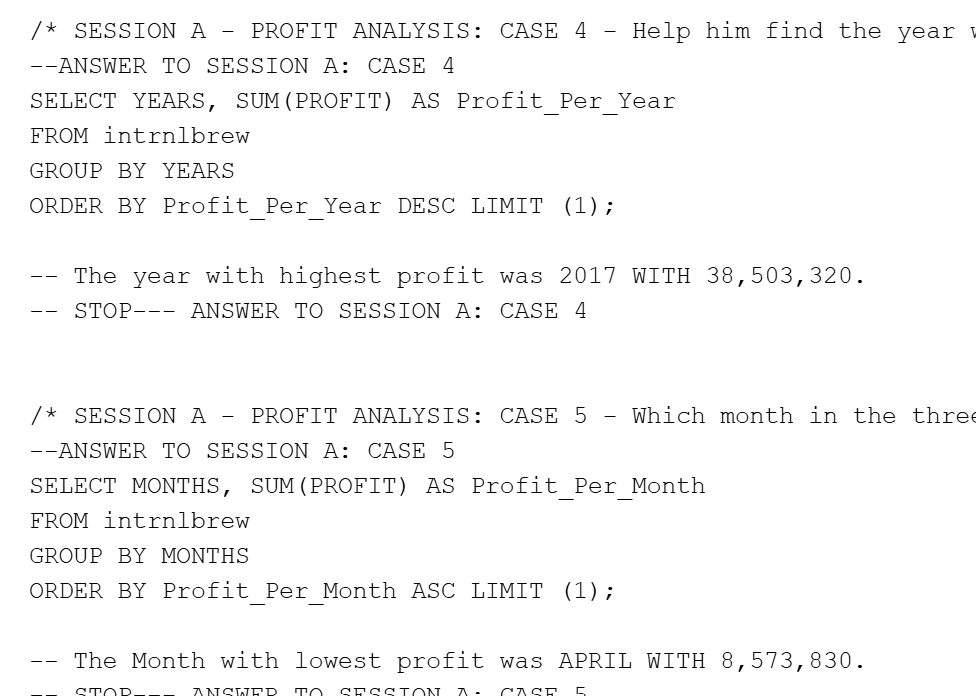 /* SESSION A - PROFIT ANALYSIS: CASE 4 - Help him find the year
--ANSWER TO SESSION A: CASE 4
SELECT YEARS, SUM(PROFIT) AS Profit_Per_Year
FROM intrnlbrew
GROUP BY YEARS
ORDER BY Profit_Per_Year DESC LIMIT (1);
-- The year with highest profit was 2017 WITH 38,503,320.
-- STOP--- ANSWER TO SESSION A: CASE 4
/* SESSION A - PROFIT ANALYSIS: CASE 5 - Which month in the three
--ANSWER TO SESSION A: CASE 5
SELECT MONTHS, SUM(PROFIT) AS Profit_Per_Month
FROM intrnlbrew
GROUP BY MONTHS
ORDER BY Profit_Per_Month ASC LIMIT (1);
-- The Month with lowest profit was APRIL WITH 8,573,830.
-- STOP--- ANSWER TO SESSION A: CASE 5